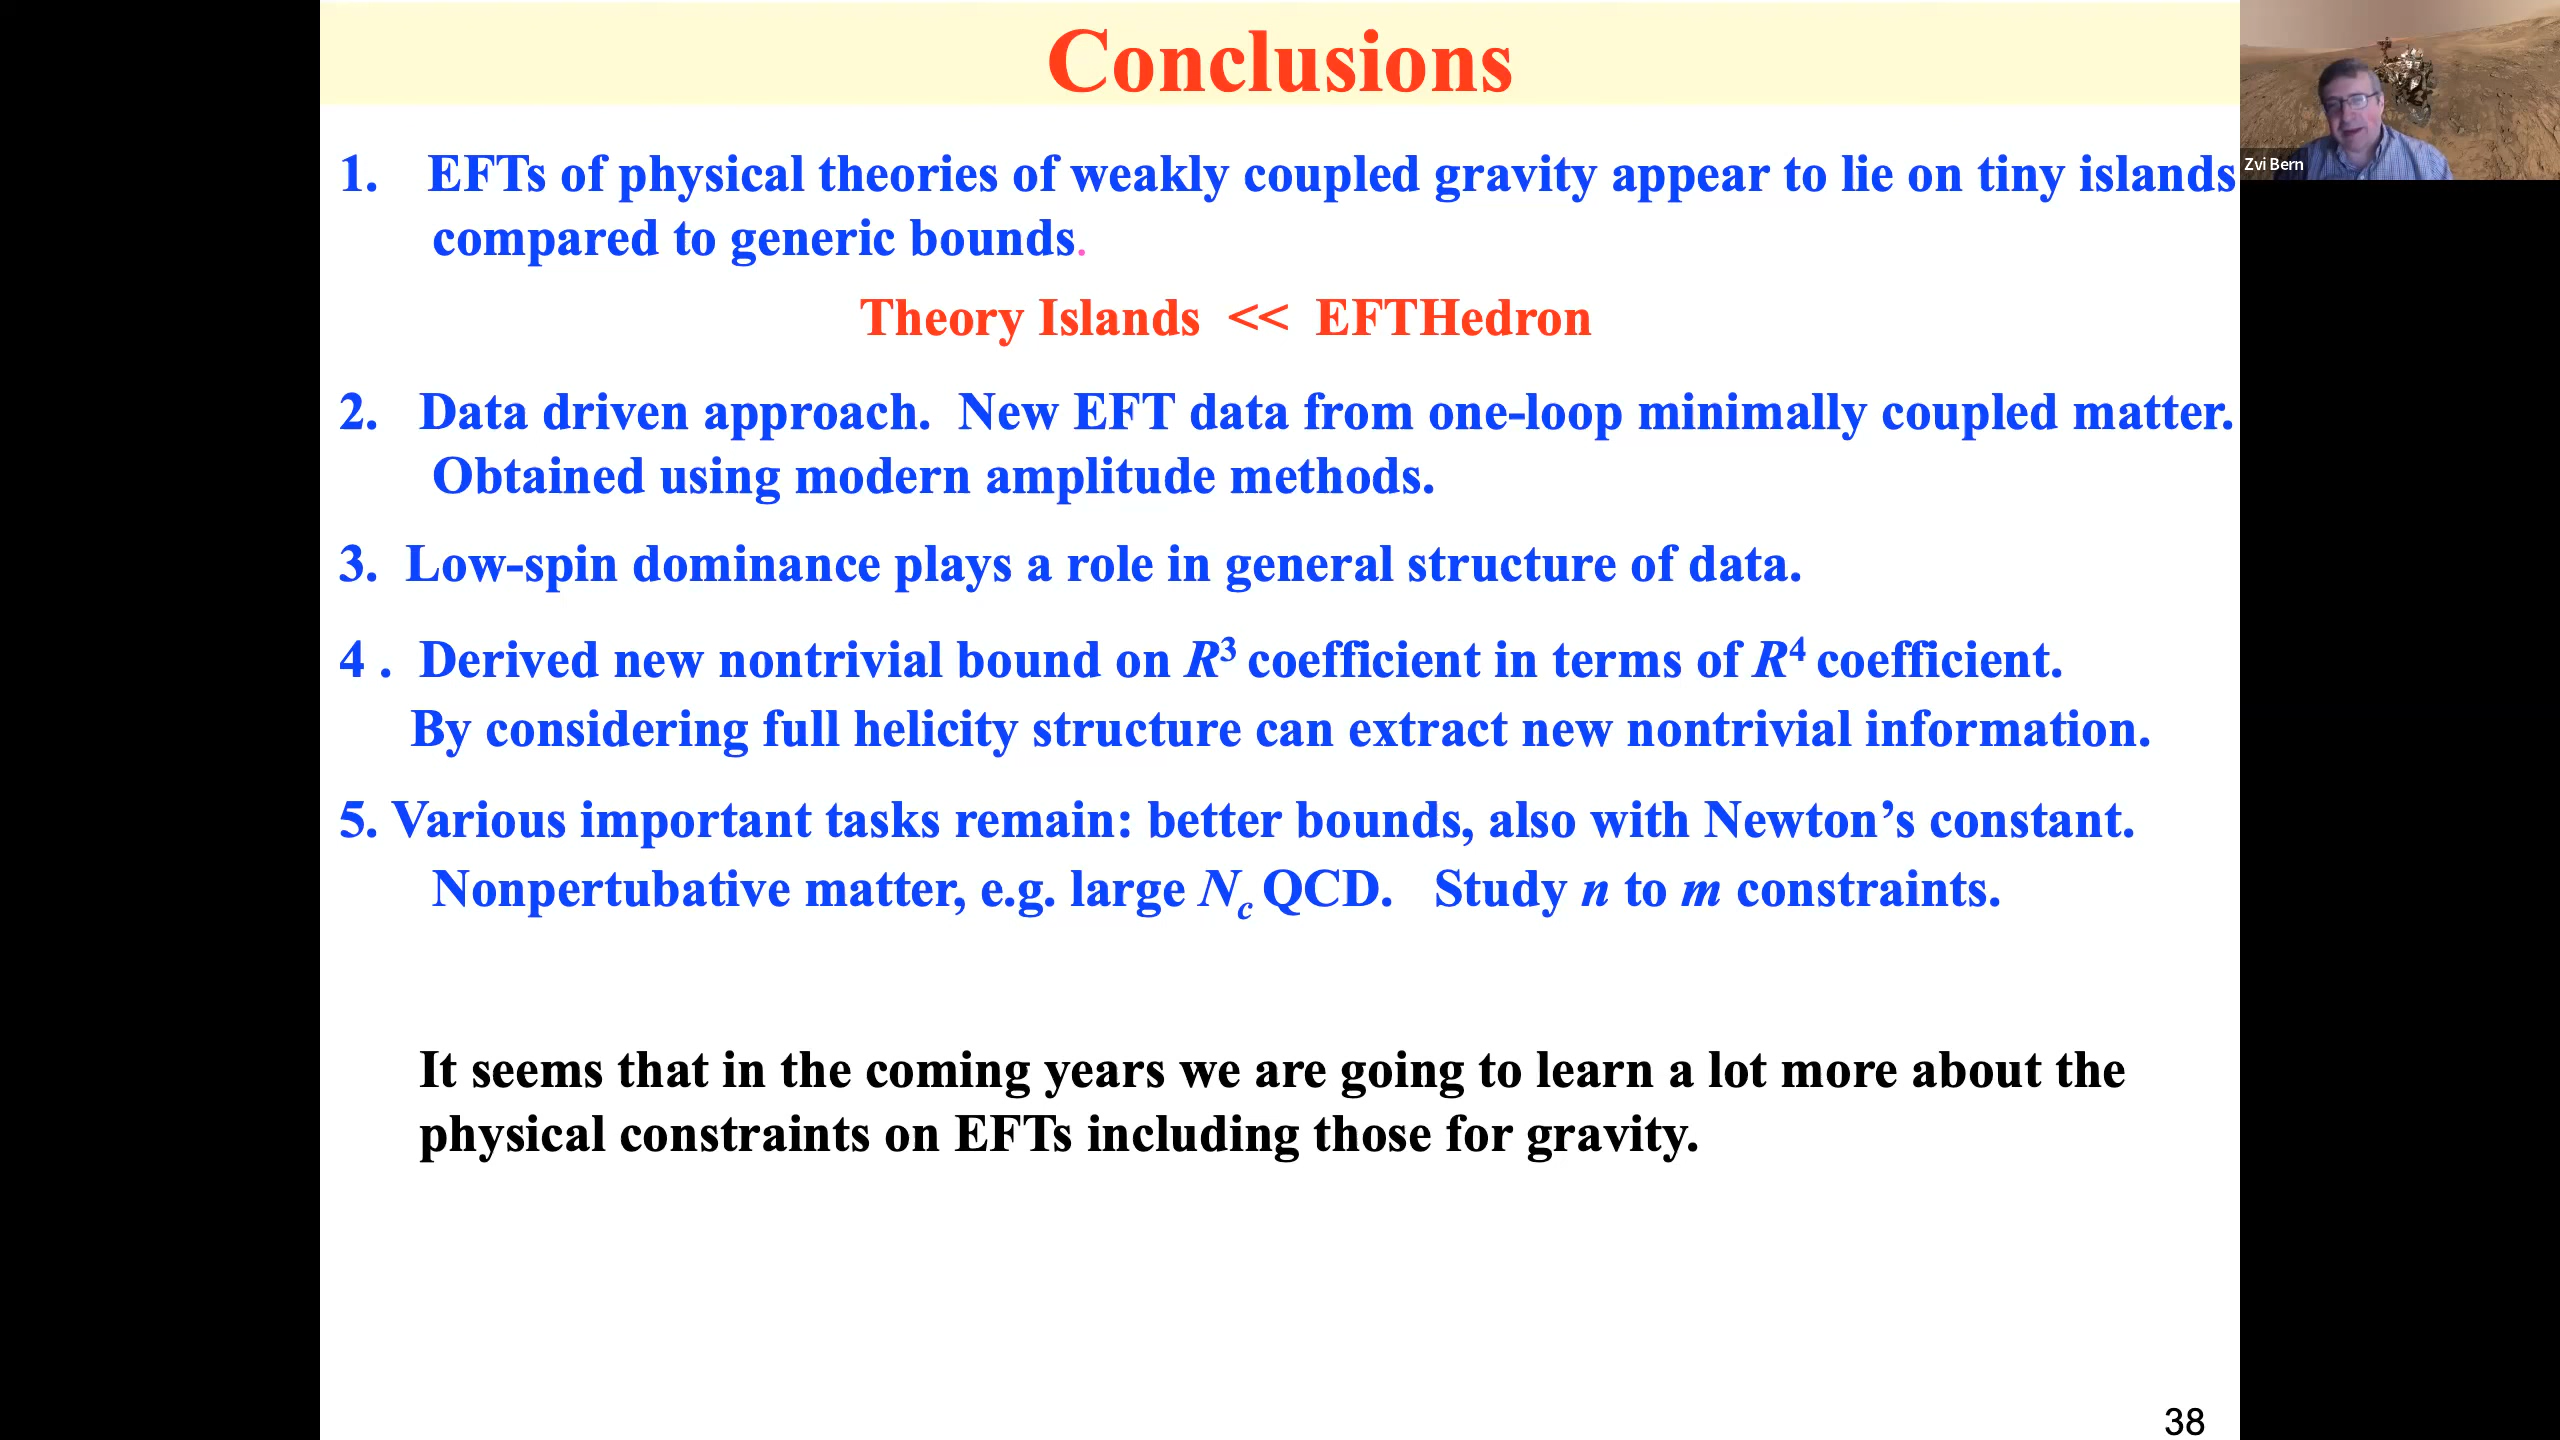 Conclusions
Zvi Bern
1. EFTs of physical theories of weakly coupled gravity appear to lie on tiny islands
compared to generic bounds.
Theory Islands << EFTHedron
2. Data driven approach. New EFT data from one-loop minimally coupled matter.
Obtained using modern amplitude methods.
3. Low-spin dominance plays a role in general structure of data.
4 . Derived new nontrivial bound on R³ coefficient in terms of R⁴ coefficient.
By considering full helicity structure can extract new nontrivial information.
5. Various important tasks remain: better bounds, also with Newton’s constant.
Nonpertubative matter, e.g. large N_c QCD. Study n to m constraints.
It seems that in the coming years we are going to learn a lot more about the
physical constraints on EFTs including those for gravity.
38